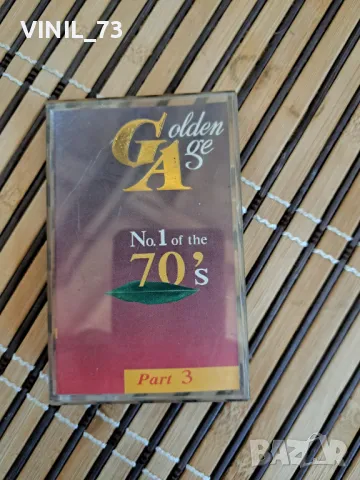 VINIL_73
Golden
Age
No.1 of the
70's
Part 3
BAZAR